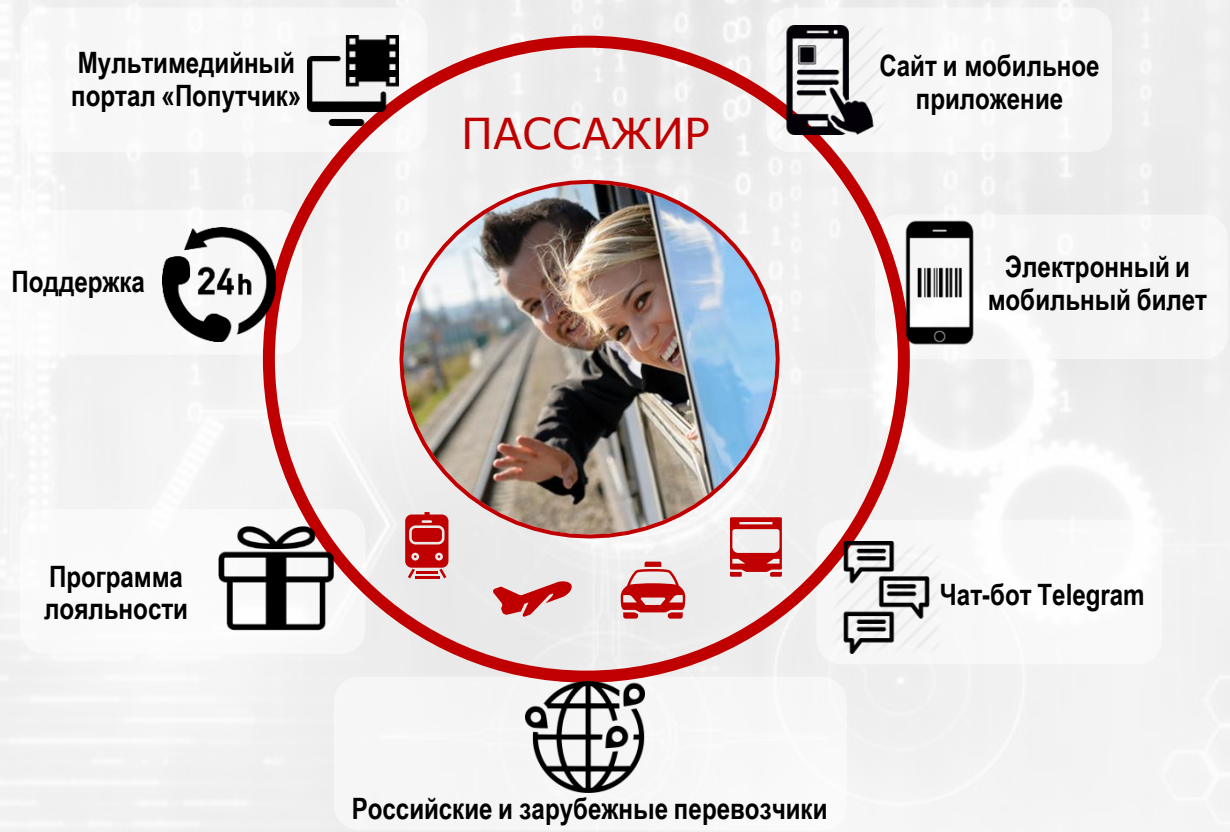 Мультимедийный
портал «Попутчик»
Сайт и мобильное
приложение
ПАССАЖИР
Поддержка
24h
Электронный и
мобильный билет
Программа
лояльности
Чат-бот Telegram
Российские и зарубежные перевозчики